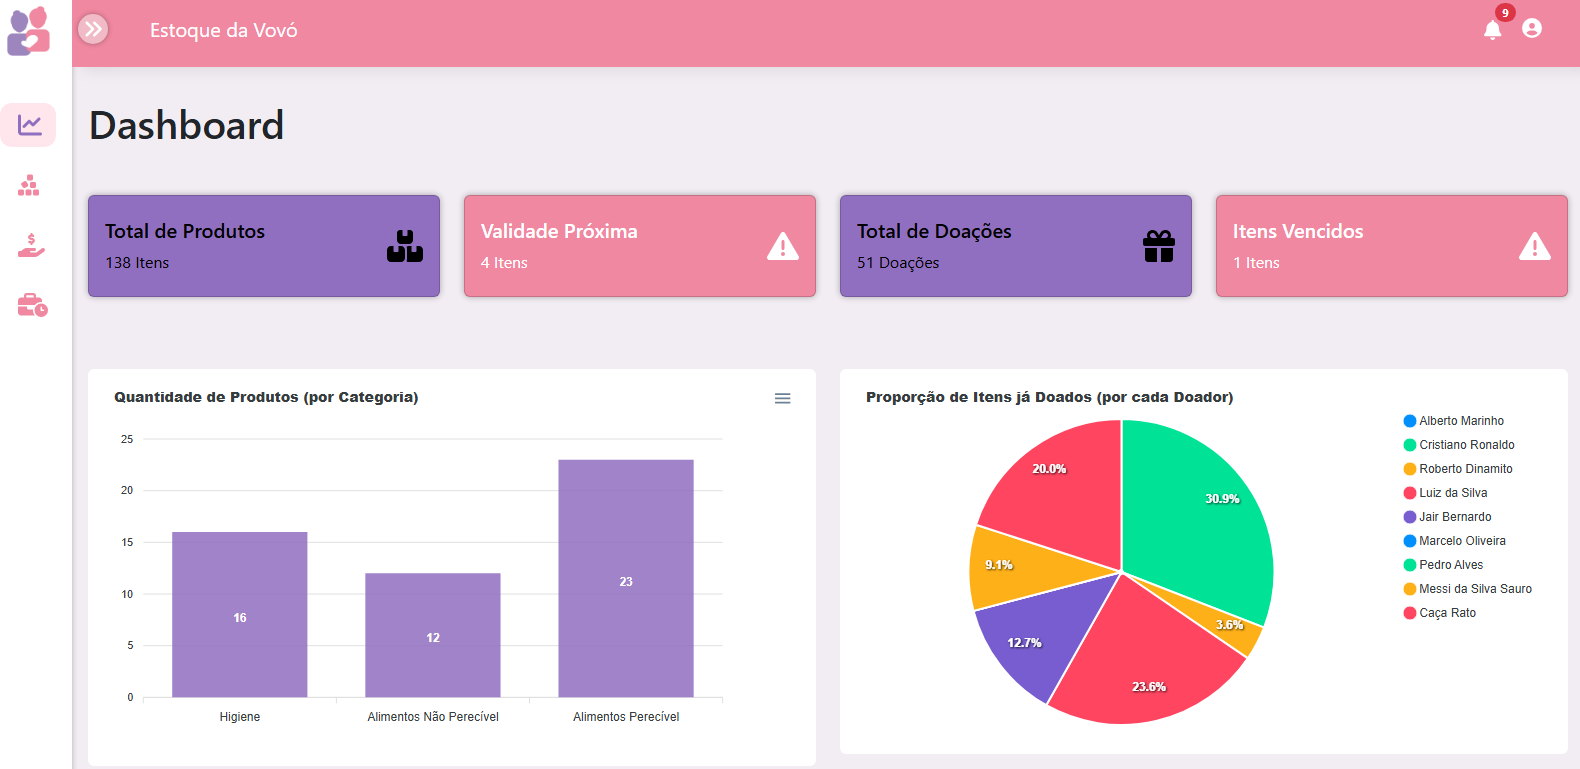 Estoque da Vovó
9
Dashboard
Total de Produtos
138 Itens
Validade Próxima
4 Itens
Total de Doações
51 Doações
Itens Vencidos
1 Itens
Quantidade de Produtos (por Categoria)
25
20
15
10
5
0
16
12
23
Higiene
Alimentos Não Perecível
Alimentos Perecível
Proporção de Itens já Doados (por cada Doador)
20.0%
30.9%
9.1%
3.6%
12.7%
23.6%
Alberto Marinho
Cristiano Ronaldo
Roberto Dinamito
Luiz da Silva
Jair Bernardo
Marcelo Oliveira
Pedro Alves
Messi da Silva Sauro
Caça Rato